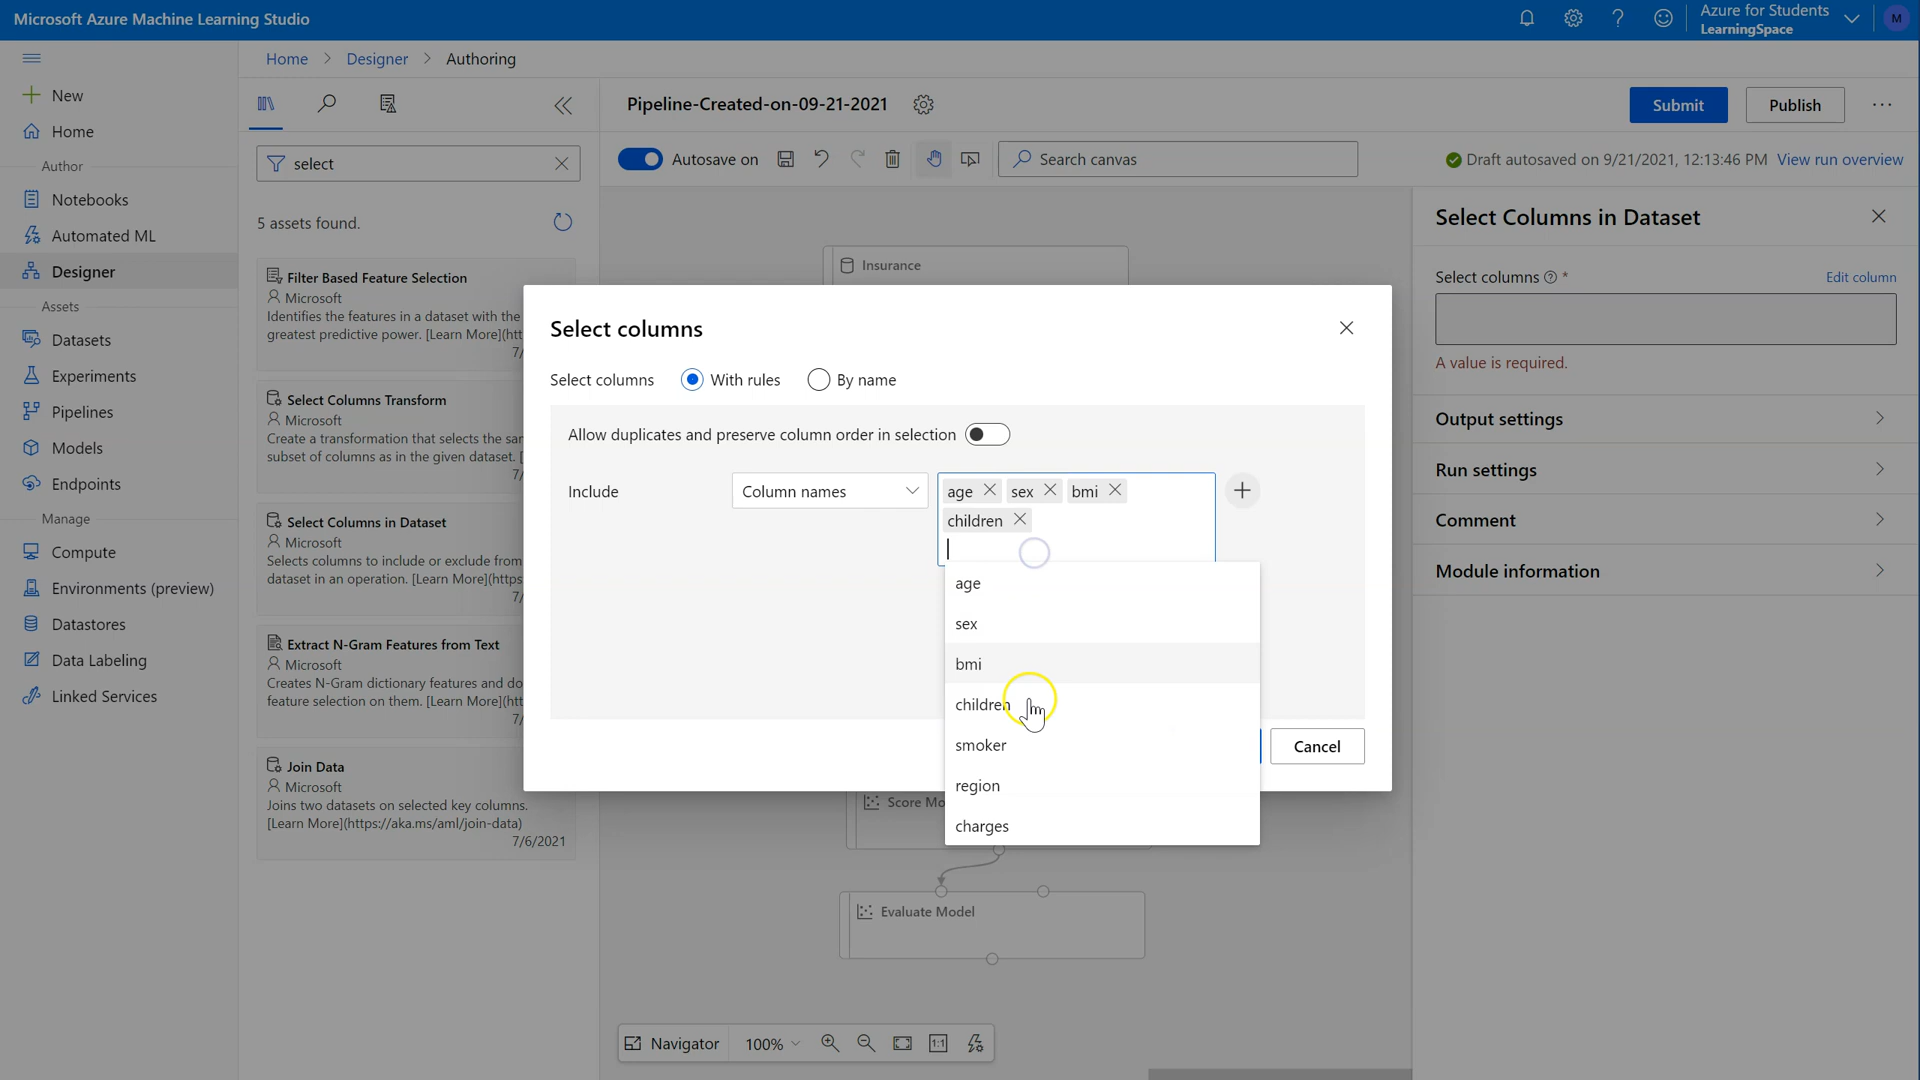 Microsoft Azure Machine Learning Studio
Azure for Students
LearningSpace
M
New
Home
Author
Notebooks
Automated ML
Designer
Assets
Datasets
Experiments
Pipelines
Models
Endpoints
Manage
Compute
Environments (preview)
Datastores
Data Labeling
Linked Services
Home > Designer > Authoring
select
5 assets found.
Filter Based Feature Selection
Microsoft
Identifies the features in a dataset with the
greatest predictive power. [Learn More](htt
7/
Select Columns Transform
Microsoft
Create a transformation that selects the sar
subset of columns as in the given dataset. [
7/
Select Columns in Dataset
Microsoft
Selects columns to include or exclude from
dataset in an operation. [Learn More](https
7/
Extract N-Gram Features from Text
Microsoft
Creates N-Gram dictionary features and do
feature selection on them. [Learn More](htt
7/
Join Data
Microsoft
Joins two datasets on selected key columns.
[Learn More](https://aka.ms/aml/join-data)
7/6/2021
Pipeline-Created-on-09-21-2021
Submit
Publish
Autosave on
Search canvas
Draft autosaved on 9/21/2021, 12:13:46 PM View run overview
Insurance
Select columns
Select columns With rules By name
Allow duplicates and preserve column order in selection
Include Column names age sex bmi
children
age
sex
bmi
children
smoker
region
charges
Cancel
Score Mo
Evaluate Model
Navigator 100% 1:1
Select Columns in Dataset
Select columns * Edit column
A value is required.
Output settings
Run settings
Comment
Module information